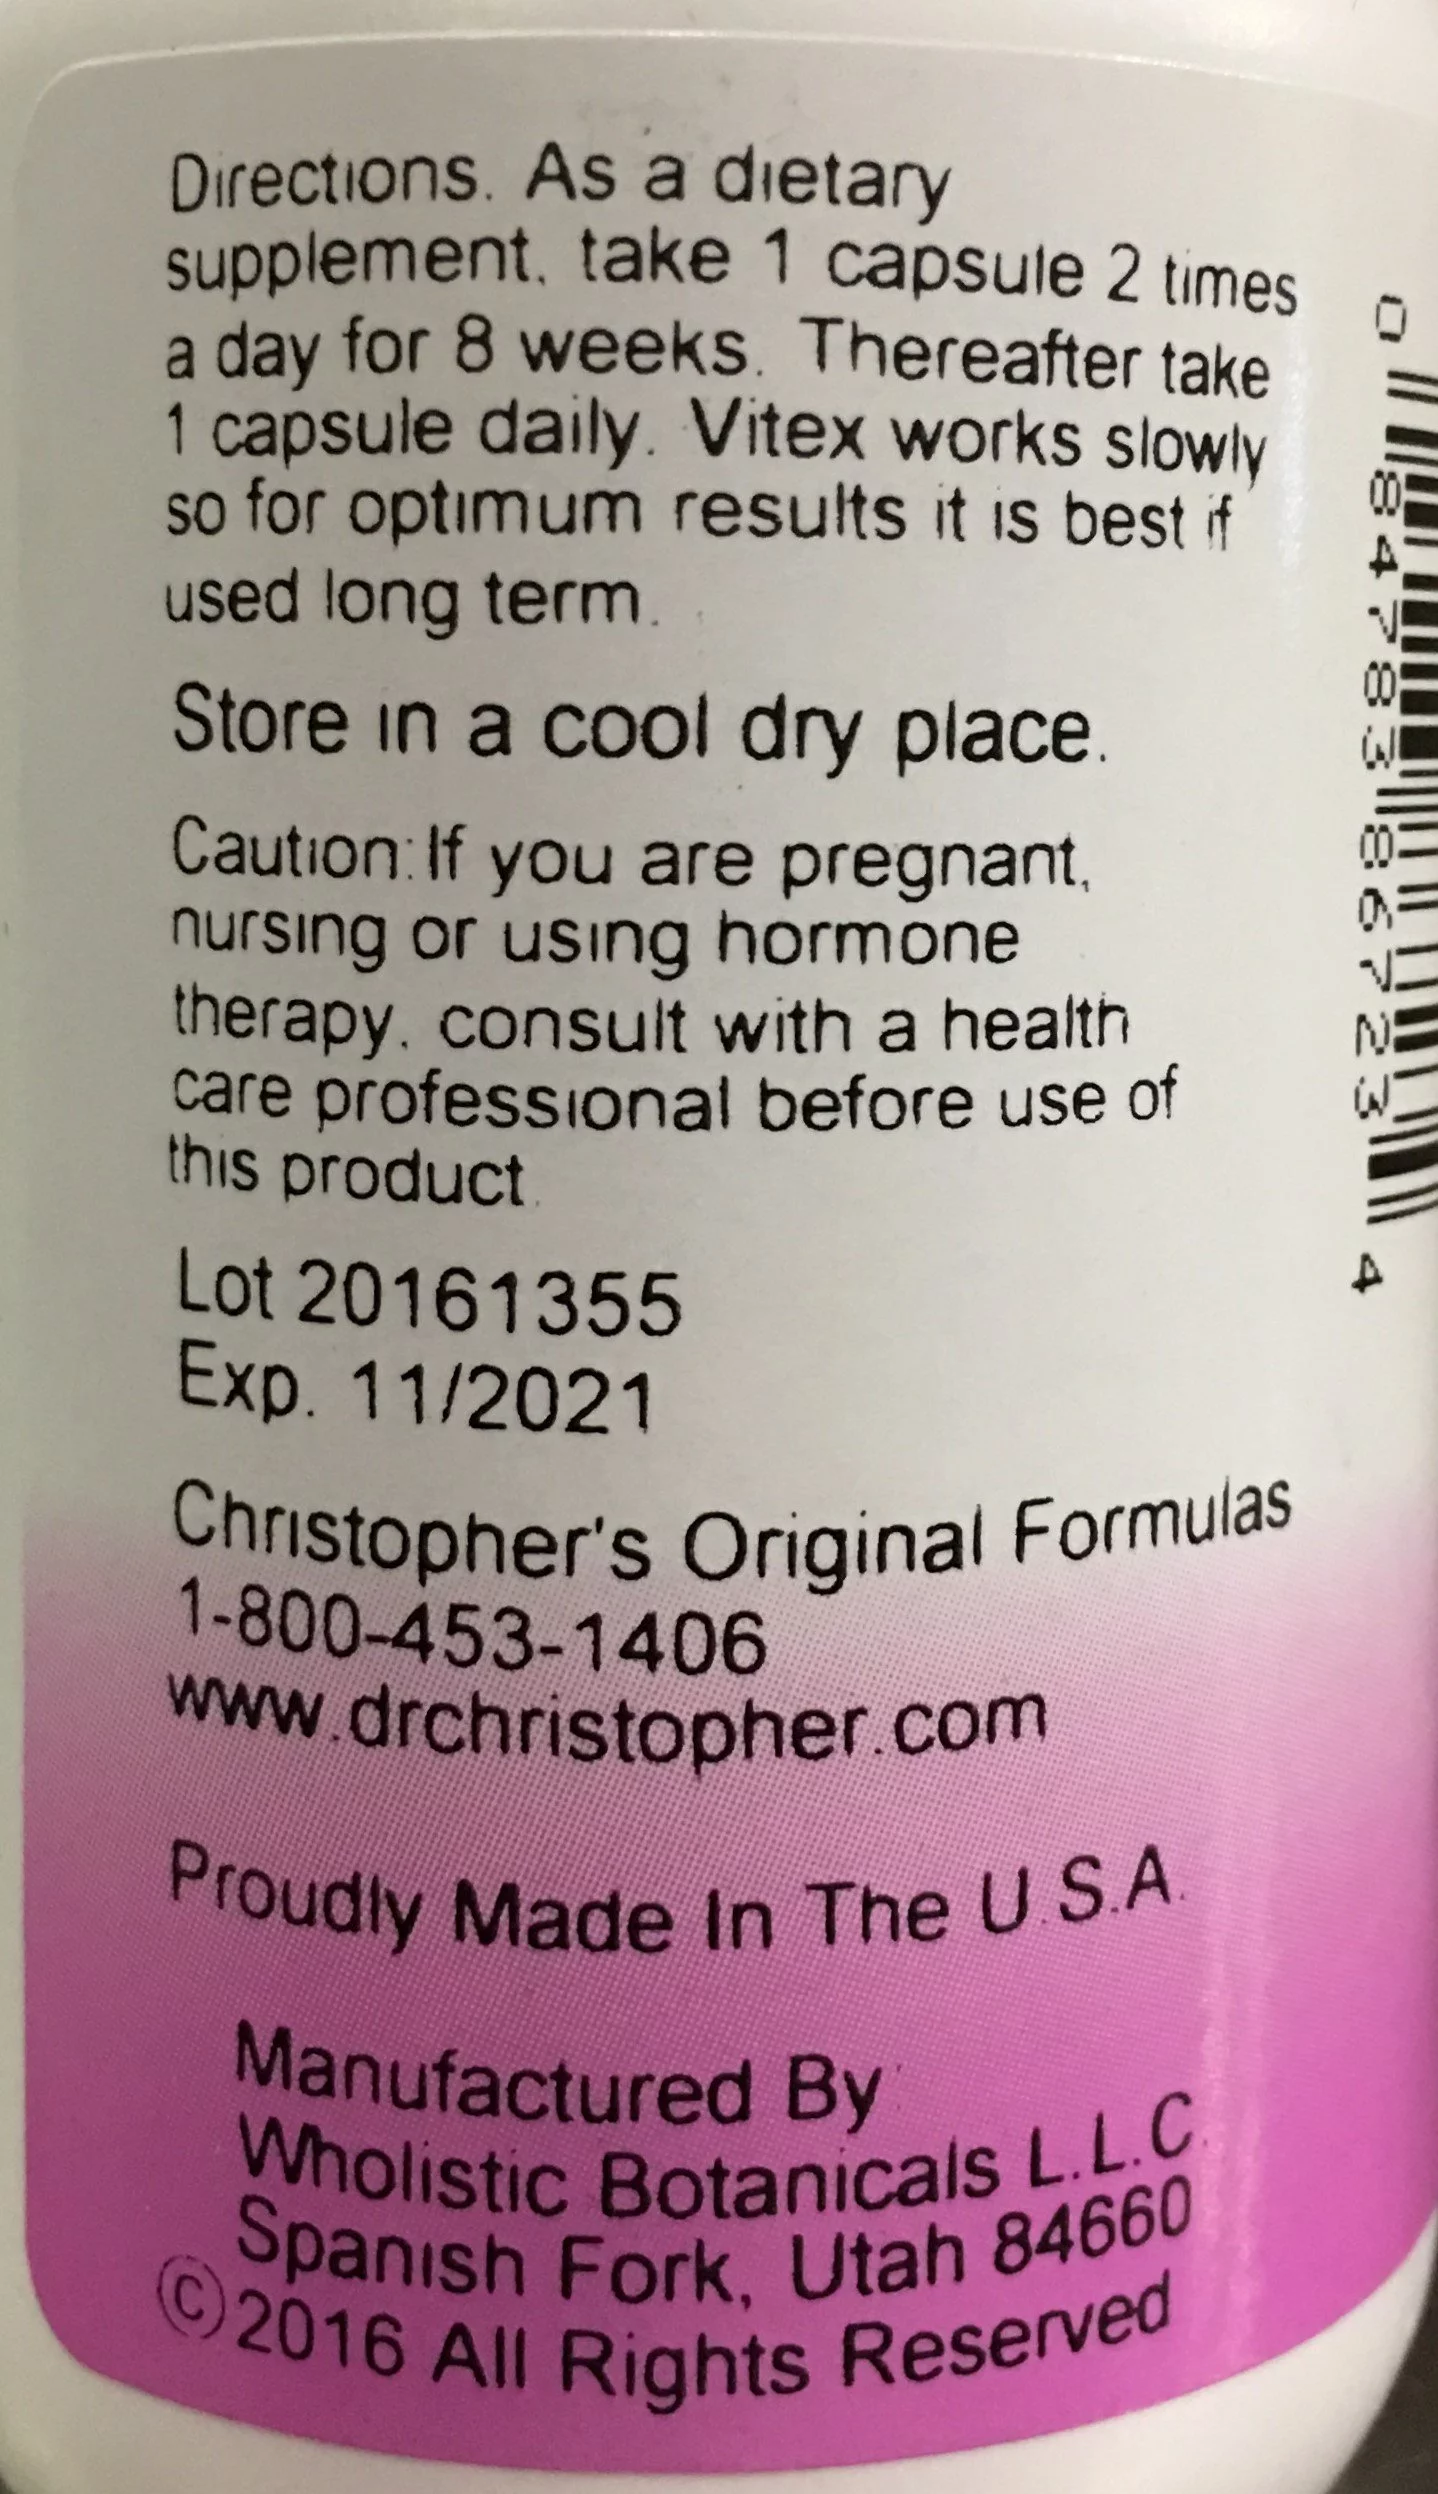 Directions. As a dietary
supplement, take 1 capsule 2 times
a day for 8 weeks. Thereafter take
1 capsule daily. Vitex works slowly
so for optimum results it is best if
used long term.
Store in a cool dry place.
Caution: If you are pregnant,
nursing or using hormone
therapy, consult with a health
care professional before use of
this product.
Lot 20161355
Exp. 11/2021
Christopher's Original Formulas
1-800-453-1406
www.drchristopher.com
Proudly Made In The U.S.A.
Manufactured By
Wholistic Botanicals L.L.C.
Spanish Fork, Utah 84660
©2016 All Rights Reserved
0 84783 86723 4